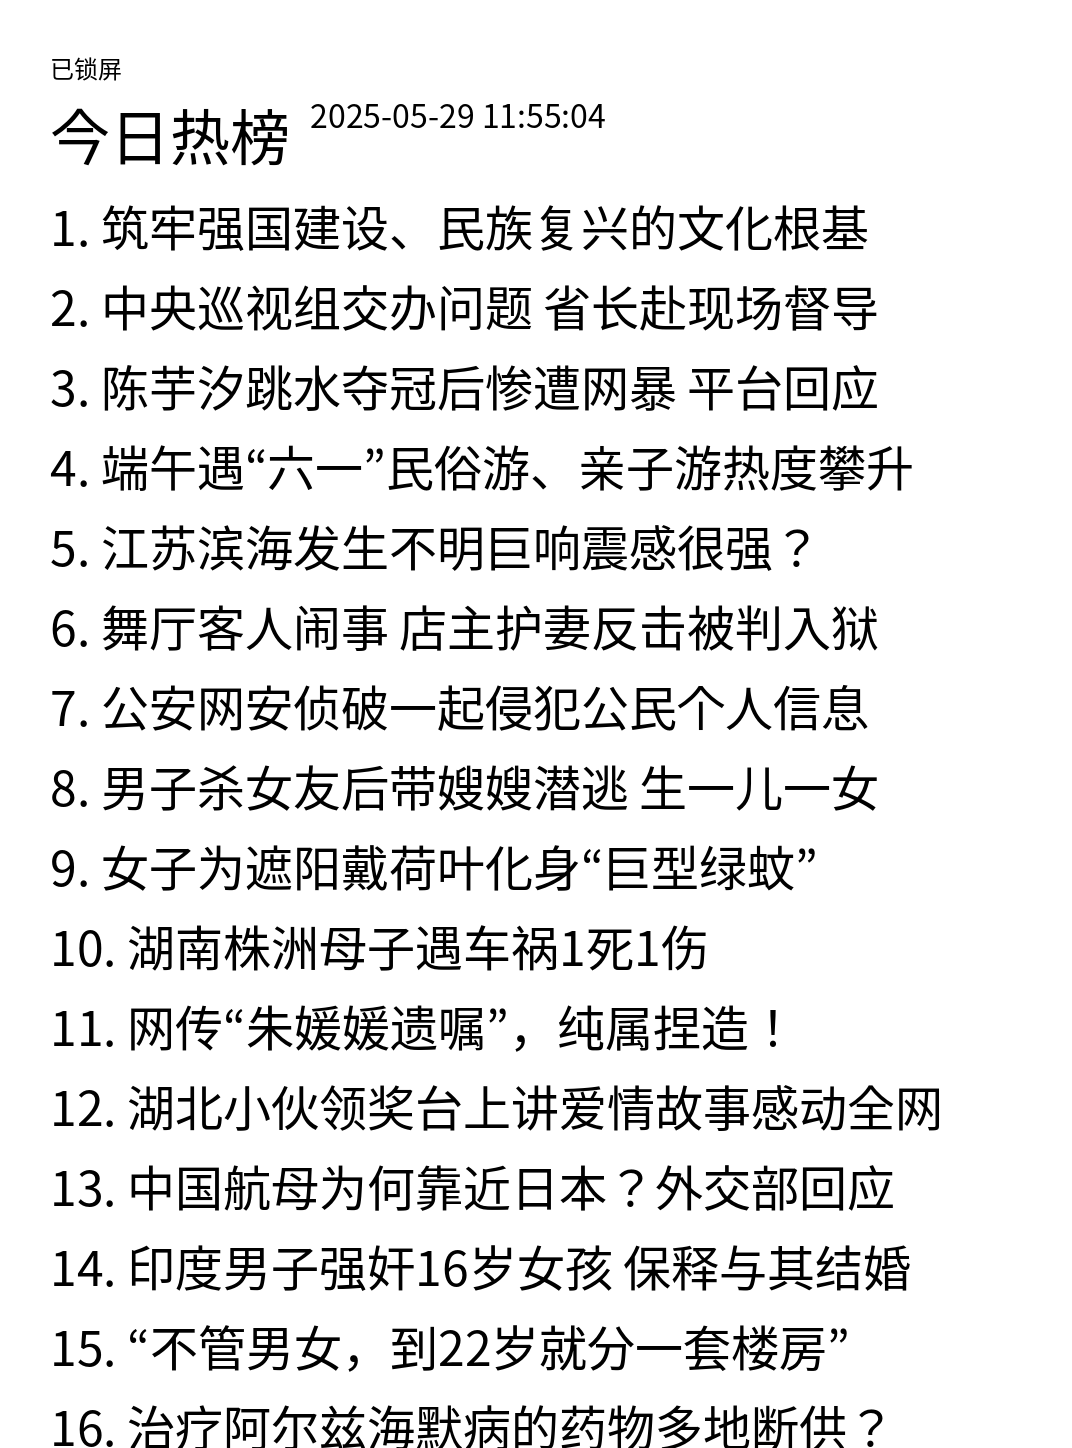 已锁屏
今日热榜 2025-05-29 11:55:04
1. 筑牢强国建设、民族复兴的文化根基
2. 中央巡视组交办问题 省长赴现场督导
3. 陈芋汐跳水夺冠后惨遭网暴 平台回应
4. 端午遇“六一”民俗游、亲子游热度攀升
5. 江苏滨海发生不明巨响震感很强？
6. 舞厅客人闹事 店主护妻反击被判入狱
7. 公安网安侦破一起侵犯公民个人信息
8. 男子杀女友后带嫂嫂潜逃 生一儿一女
9. 女子为遮阳戴荷叶化身“巨型绿蚊”
10. 湖南株洲母子遇车祸1死1伤
11. 网传“朱媛媛遗嘱”，纯属捏造！
12. 湖北小伙领奖台上讲爱情故事感动全网
13. 中国航母为何靠近日本？外交部回应
14. 印度男子强奸16岁女孩 保释与其结婚
15. “不管男女，到22岁就分一套楼房”
16. 治疗阿尔兹海默病的药物多地断供？